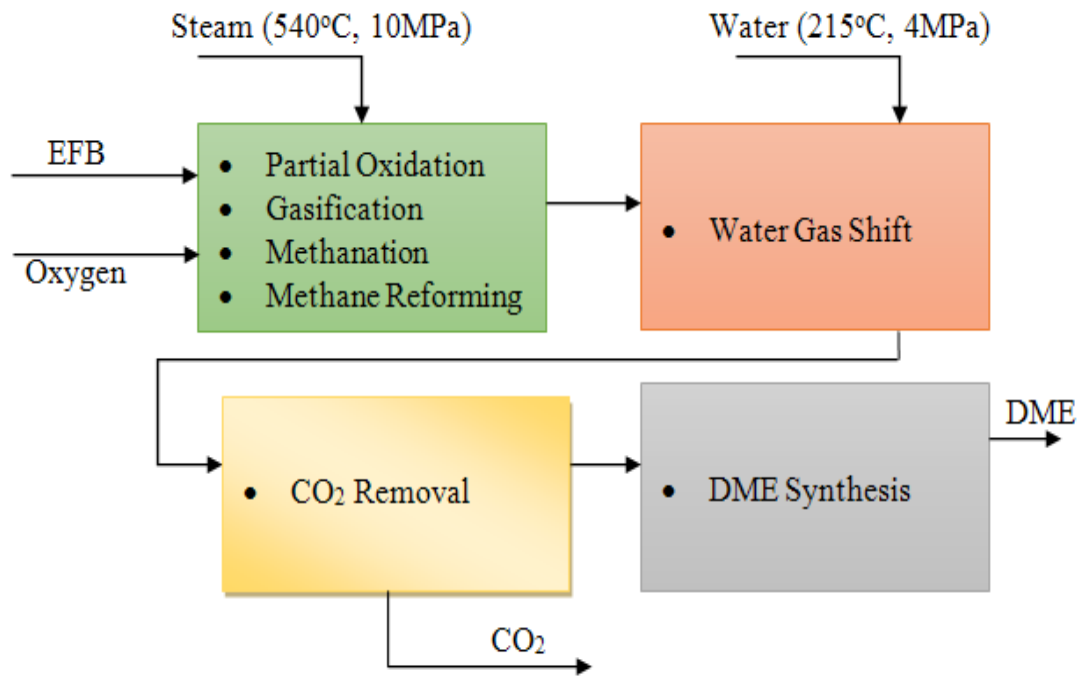 Steam (540°C, 10MPa)
Water (215°C, 4MPa)
EFB
Oxygen
• Partial Oxidation
• Gasification
• Methanation
• Methane Reforming
• Water Gas Shift
• CO₂ Removal
• DME Synthesis
DME
CO₂